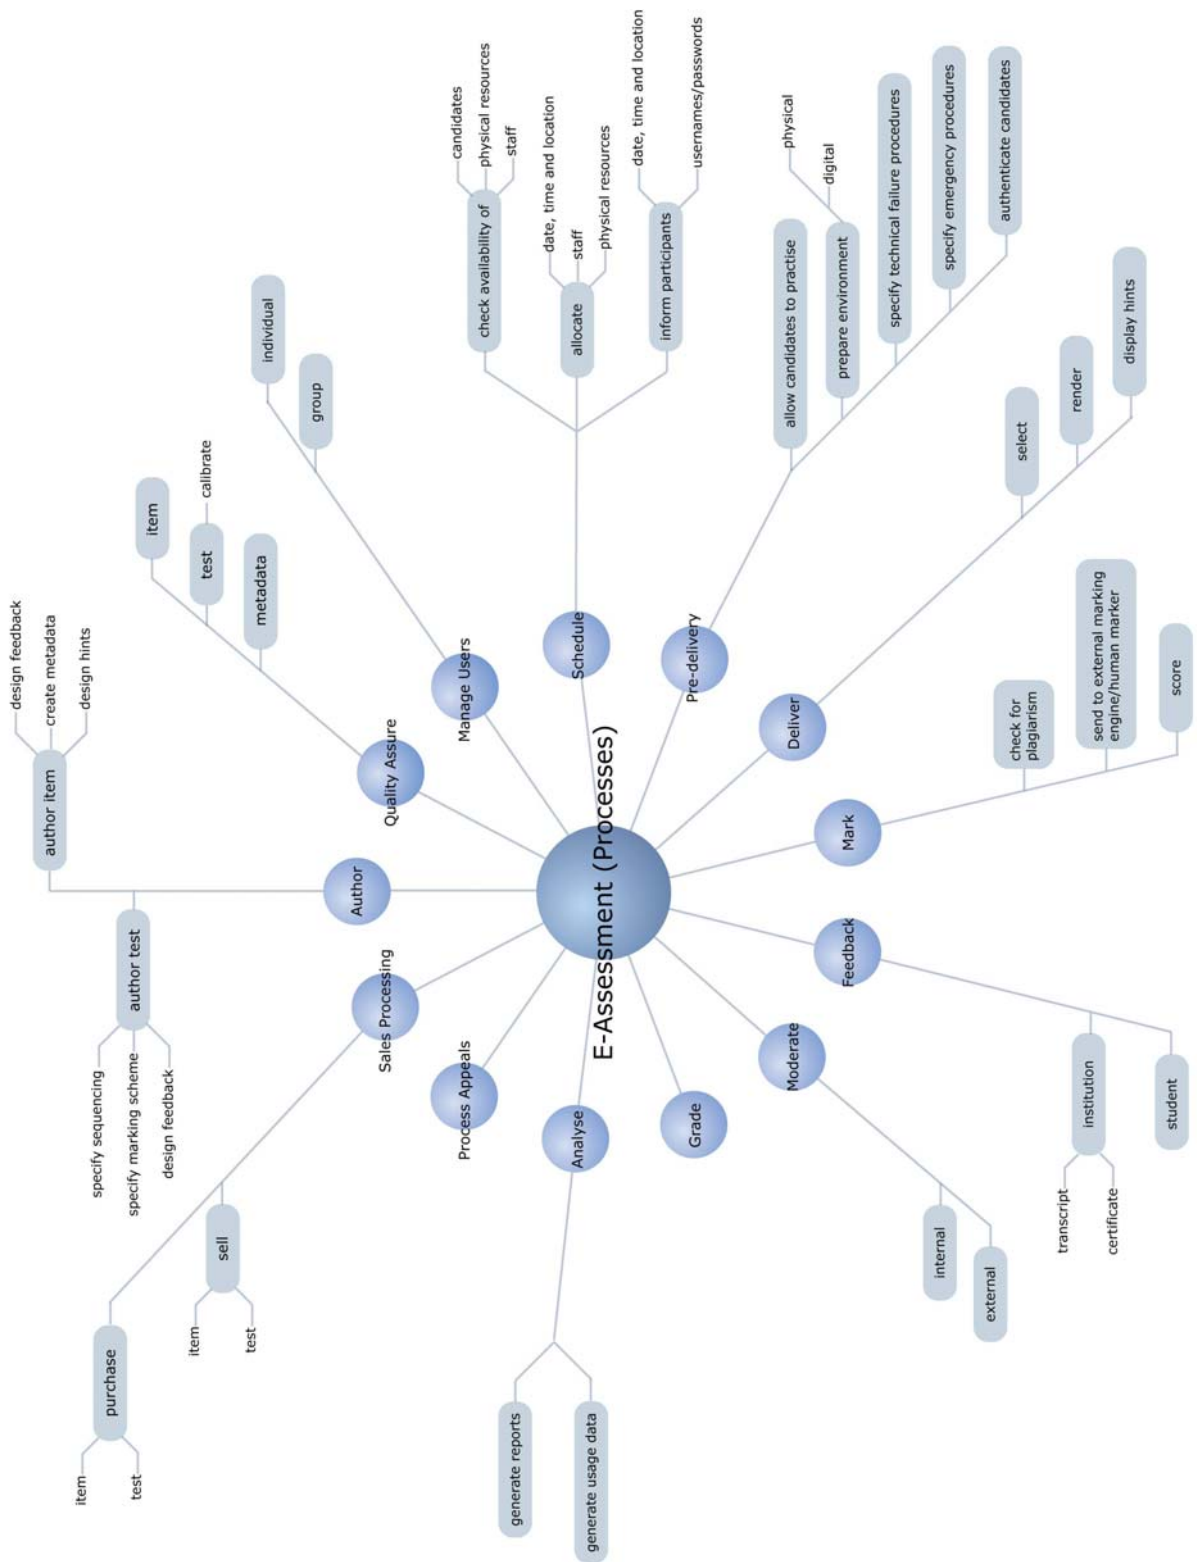 E-Assessment (Processes)
Author
author item
design feedback
create metadata
design hints
author test
specify sequencing
specify marking scheme
design feedback
Quality Assure
item
test
calibrate
metadata
Manage Users
individual
group
Schedule
check availability of
candidates
physical resources
staff
allocate
date, time and location
staff
physical resources
inform participants
date, time and location
usernames/passwords
Pre-delivery
allow candidates to practise
prepare environment
physical
digital
specify technical failure procedures
specify emergency procedures
authenticate candidates
Deliver
select
render
display hints
Mark
check for
plagiarism
send to external marking
engine/human marker
score
Feedback
institution
transcript
certificate
student
Moderate
internal
external
Grade
Analyse
generate reports
generate usage data
Process Appeals
Sales Processing
purchase
item
test
sell
item
test